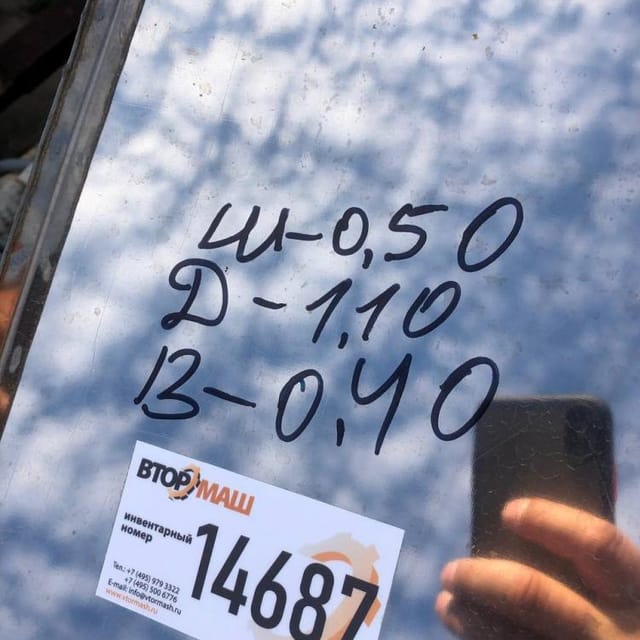 Ш-0,50
Д-1,10
В-0,40
ВТОРМАШ
инвентарный
номер
14687
Тел.: +7 (495) 979 3322
+7 (495) 500 6776
E-mail: info@vtormash.ru
www.vtormash.ru